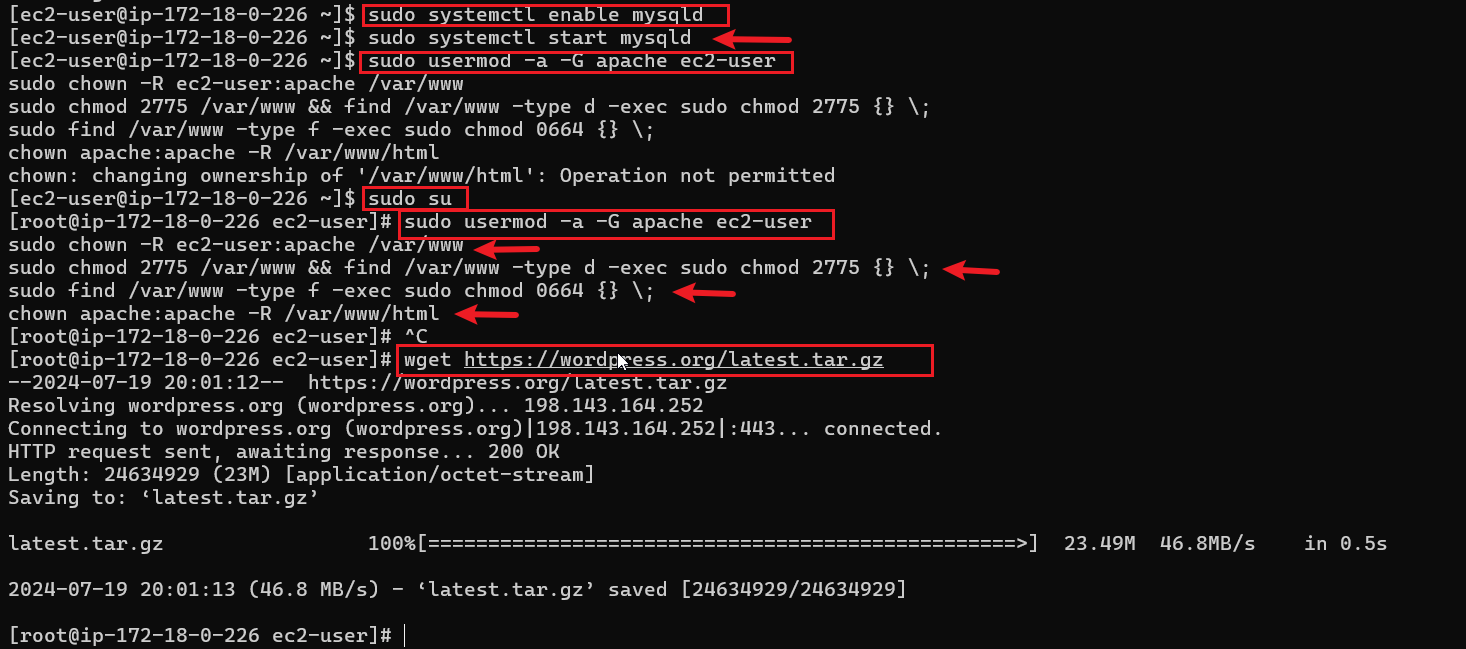 [ec2-user@ip-172-18-0-226 ~]$ sudo systemctl enable mysqld
[ec2-user@ip-172-18-0-226 ~]$ sudo systemctl start mysqld
[ec2-user@ip-172-18-0-226 ~]$ sudo usermod -a -G apache ec2-user
sudo chown -R ec2-user:apache /var/www
sudo chmod 2775 /var/www && find /var/www -type d -exec sudo chmod 2775 {} \;
sudo find /var/www -type f -exec sudo chmod 0664 {} \;
chown apache:apache -R /var/www/html
chown: changing ownership of '/var/www/html': Operation not permitted
[ec2-user@ip-172-18-0-226 ~]$ sudo su
[root@ip-172-18-0-226 ec2-user]# sudo usermod -a -G apache ec2-user
sudo chown -R ec2-user:apache /var/www
sudo chmod 2775 /var/www && find /var/www -type d -exec sudo chmod 2775 {} \;
sudo find /var/www -type f -exec sudo chmod 0664 {} \;
chown apache:apache -R /var/www/html
[root@ip-172-18-0-226 ec2-user]# ^C
[root@ip-172-18-0-226 ec2-user]# wget https://wordpress.org/latest.tar.gz
--2024-07-19 20:01:12--  https://wordpress.org/latest.tar.gz
Resolving wordpress.org (wordpress.org)... 198.143.164.252
Connecting to wordpress.org (wordpress.org)|198.143.164.252|:443... connected.
HTTP request sent, awaiting response... 200 OK
Length: 24634929 (23M) [application/octet-stream]
Saving to: ‘latest.tar.gz’
latest.tar.gz                 100%[=================================================>]  23.49M  46.8MB/s    in 0.5s
2024-07-19 20:01:13 (46.8 MB/s) - ‘latest.tar.gz’ saved [24634929/24634929]
[root@ip-172-18-0-226 ec2-user]#